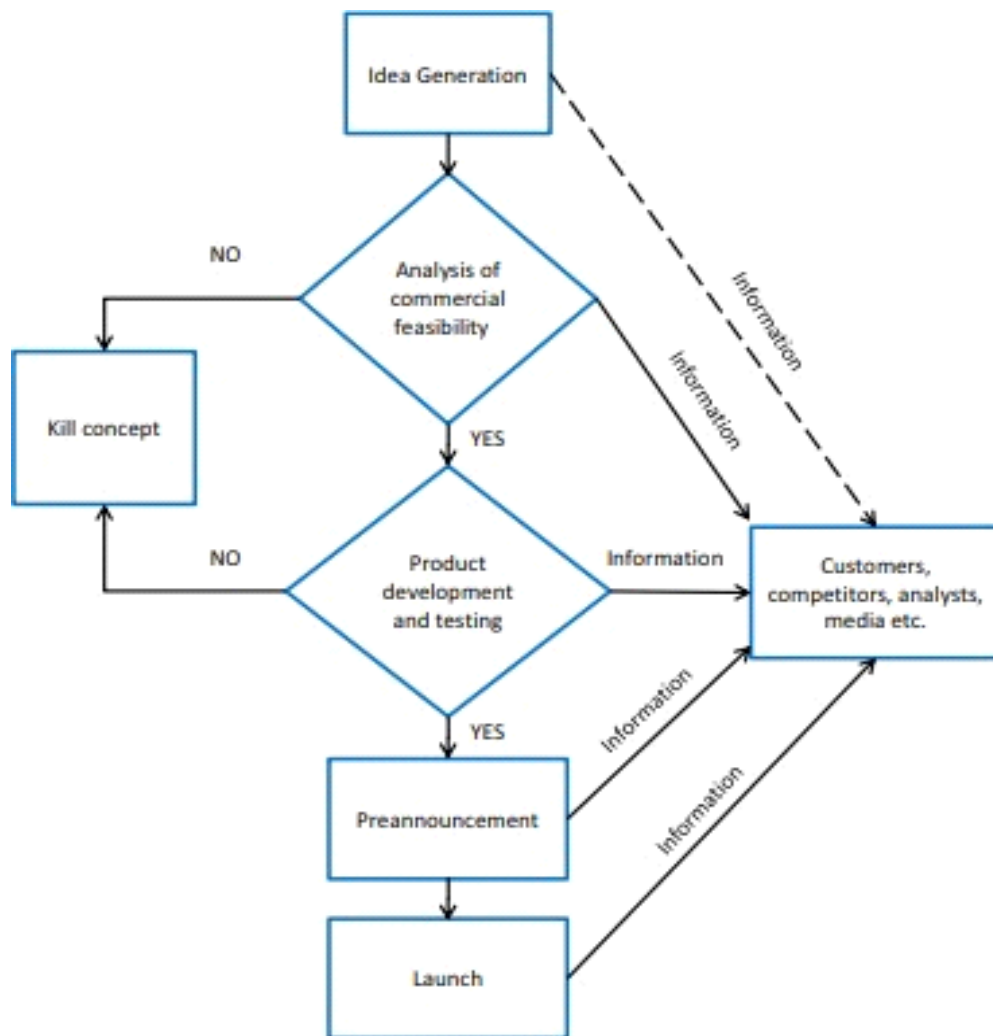 Idea Generation
NO
Analysis of
commercial
feasibility
Information
Information
Kill concept
YES
NO
Product
development
and testing
Information
Customers,
competitors, analysts,
media etc.
YES
Information
Preannouncement
Information
Launch